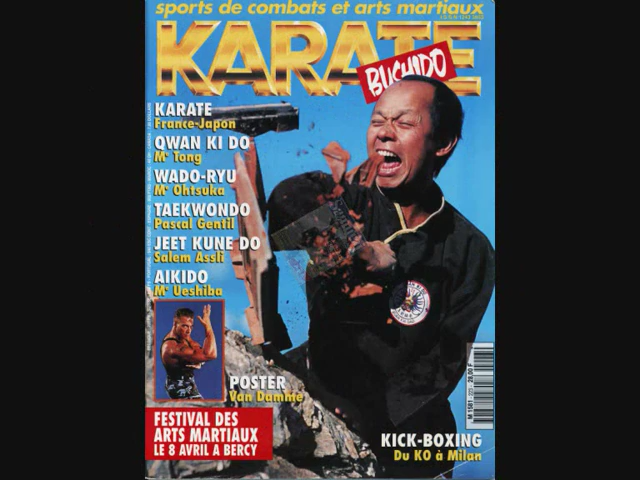 sports de combats et arts martiaux
KARATE
BUSHIDO
KARATE
France-Japon
QWAN KI DO
Me Tong
WADO-RYU
Me Ohtsuka
TAEKWONDO
Pascal Gentil
JEET KUNE DO
Salem Assli
AIKIDO
Me Ueshiba
POSTER
Van Damme
FESTIVAL DES
ARTS MARTIAUX
LE 8 AVRIL A BERCY
KICK-BOXING
Du KO à Milan